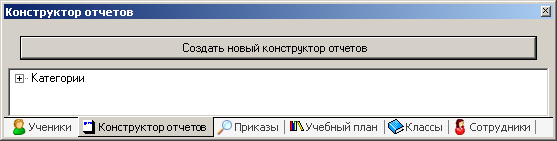 Конструктор отчетов
Создать новый конструктор отчетов
Категории
Ученики Конструктор отчетов Приказы Учебный план Классы Сотрудники